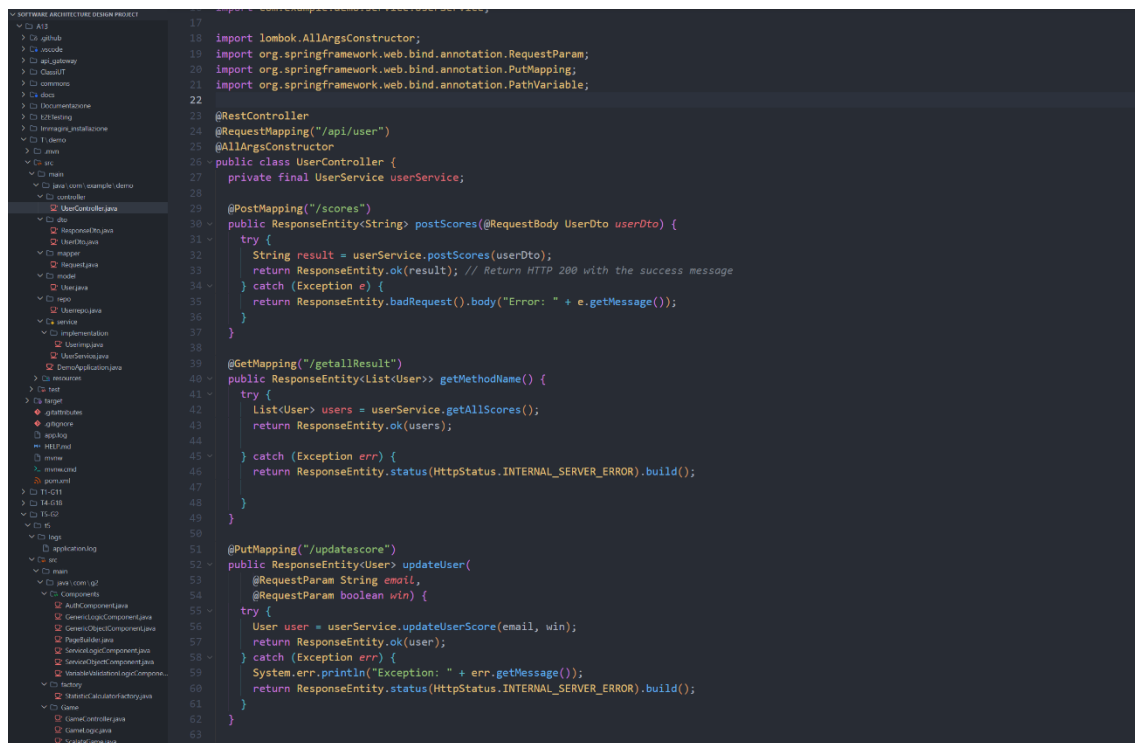 SOFTWARE ARCHITECTURE DESIGN PROJECT
A13
.github
.vscode
api_gateway
ClassiUT
commons
docs
Documentazione
E2ETesting
Immagini_installazione
T1\demo
.mvn
src
main
java\com\example\demo
controller
UserController.java
dto
ResponseDto.java
UserDto.java
mapper
Request.java
model
User.java
repo
Userrepo.java
service
implementation
Userimp.java
UserService.java
DemoApplication.java
resources
test
target
.gitattributes
.gitignore
app.log
HELP.md
mvnw
mvnw.cmd
pom.xml
T1-G11
T4-G18
T5-G2
t5
logs
application.log
src
main
java\com\g2
Components
AuthComponent.java
GenericLogicComponent.java
GenericObjectComponent.java
PageBuilder.java
ServiceLogicComponent.java
ServiceObjectComponent.java
VariableValidationLogicCompone...
factory
StatisticCalculatorFactory.java
Game
GameController.java
GameLogic.java
ScalataGame.java
import com.example.demo.service.UserService;
17
18 import lombok.AllArgsConstructor;
19 import org.springframework.web.bind.annotation.RequestParam;
20 import org.springframework.web.bind.annotation.PutMapping;
21 import org.springframework.web.bind.annotation.PathVariable;
22
23 @RestController
24 @RequestMapping("/api/user")
25 @AllArgsConstructor
26 public class UserController {
27 private final UserService userService;
28
29 @PostMapping("/scores")
30 public ResponseEntity<String> postScores(@RequestBody UserDto userDto) {
31 try {
32 String result = userService.postScores(userDto);
33 return ResponseEntity.ok(result); // Return HTTP 200 with the success message
34 } catch (Exception e) {
35 return ResponseEntity.badRequest().body("Error: " + e.getMessage());
36 }
37 }
38
39 @GetMapping("/getallResult")
40 public ResponseEntity<List<User>> getMethodName() {
41 try {
42 List<User> users = userService.getAllScores();
43 return ResponseEntity.ok(users);
44
45 } catch (Exception err) {
46 return ResponseEntity.status(HttpStatus.INTERNAL_SERVER_ERROR).build();
47
48 }
49 }
50
51 @PutMapping("/updatescore")
52 public ResponseEntity<User> updateUser(
53 @RequestParam String email,
54 @RequestParam boolean win) {
55 try {
56 User user = userService.updateUserScore(email, win);
57 return ResponseEntity.ok(user);
58 } catch (Exception err) {
59 System.err.println("Exception: " + err.getMessage());
60 return ResponseEntity.status(HttpStatus.INTERNAL_SERVER_ERROR).build();
61 }
62 }
63